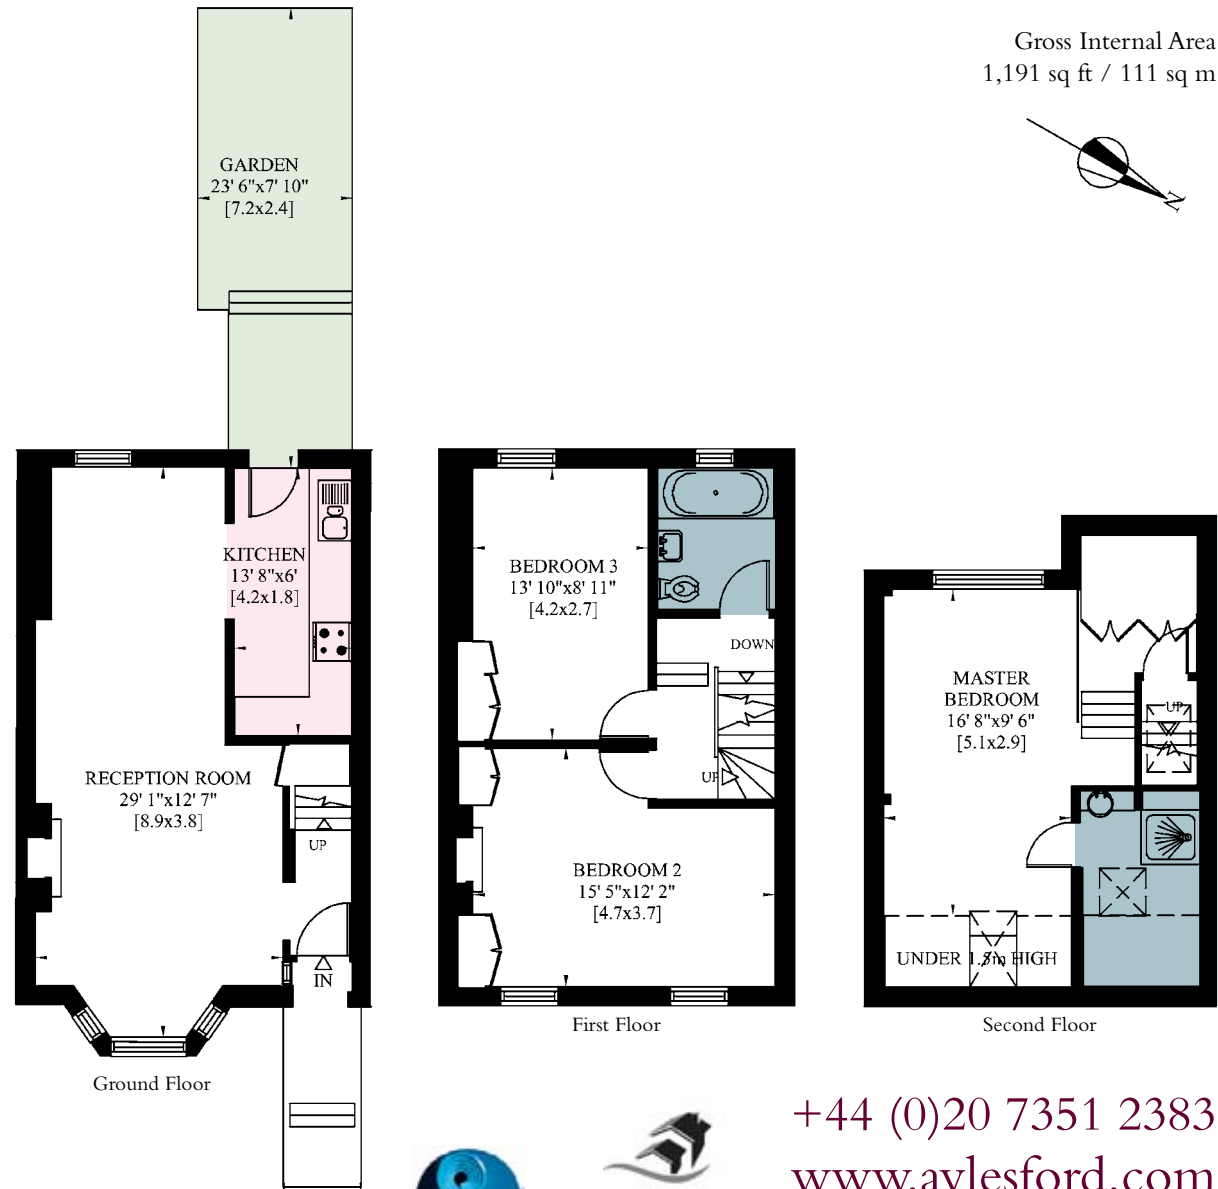 Gross Internal Area
1,191 sq ft / 111 sq m
N
GARDEN
23' 6"x7' 10"
[7.2x2.4]
KITCHEN
13' 8"x6'
[4.2x1.8]
RECEPTION ROOM
29' 1"x12' 7"
[8.9x3.8]
UP
IN
Ground Floor
BEDROOM 3
13' 10"x8' 11"
[4.2x2.7]
DOWN
UP
BEDROOM 2
15' 5"x12' 2"
[4.7x3.7]
First Floor
MASTER
BEDROOM
16' 8"x9' 6"
[5.1x2.9]
UP
UNDER 1.5m HIGH
Second Floor
+44 (0)20 7351 2383
www.aylesford.com